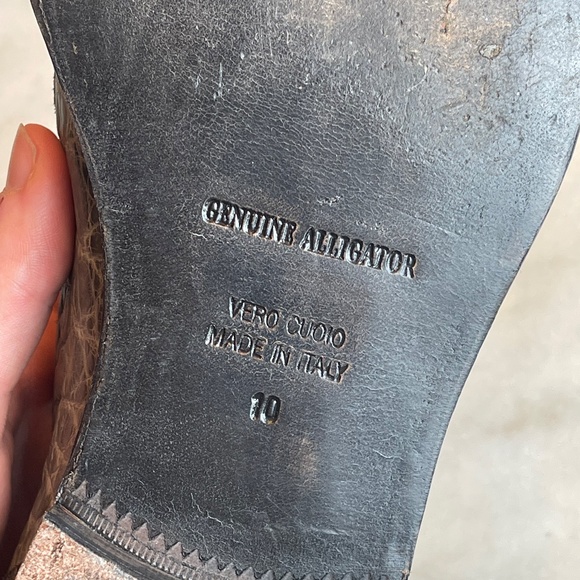 GENUINE ALLIGATOR
VERO CUOIO
MADE IN ITALY
10